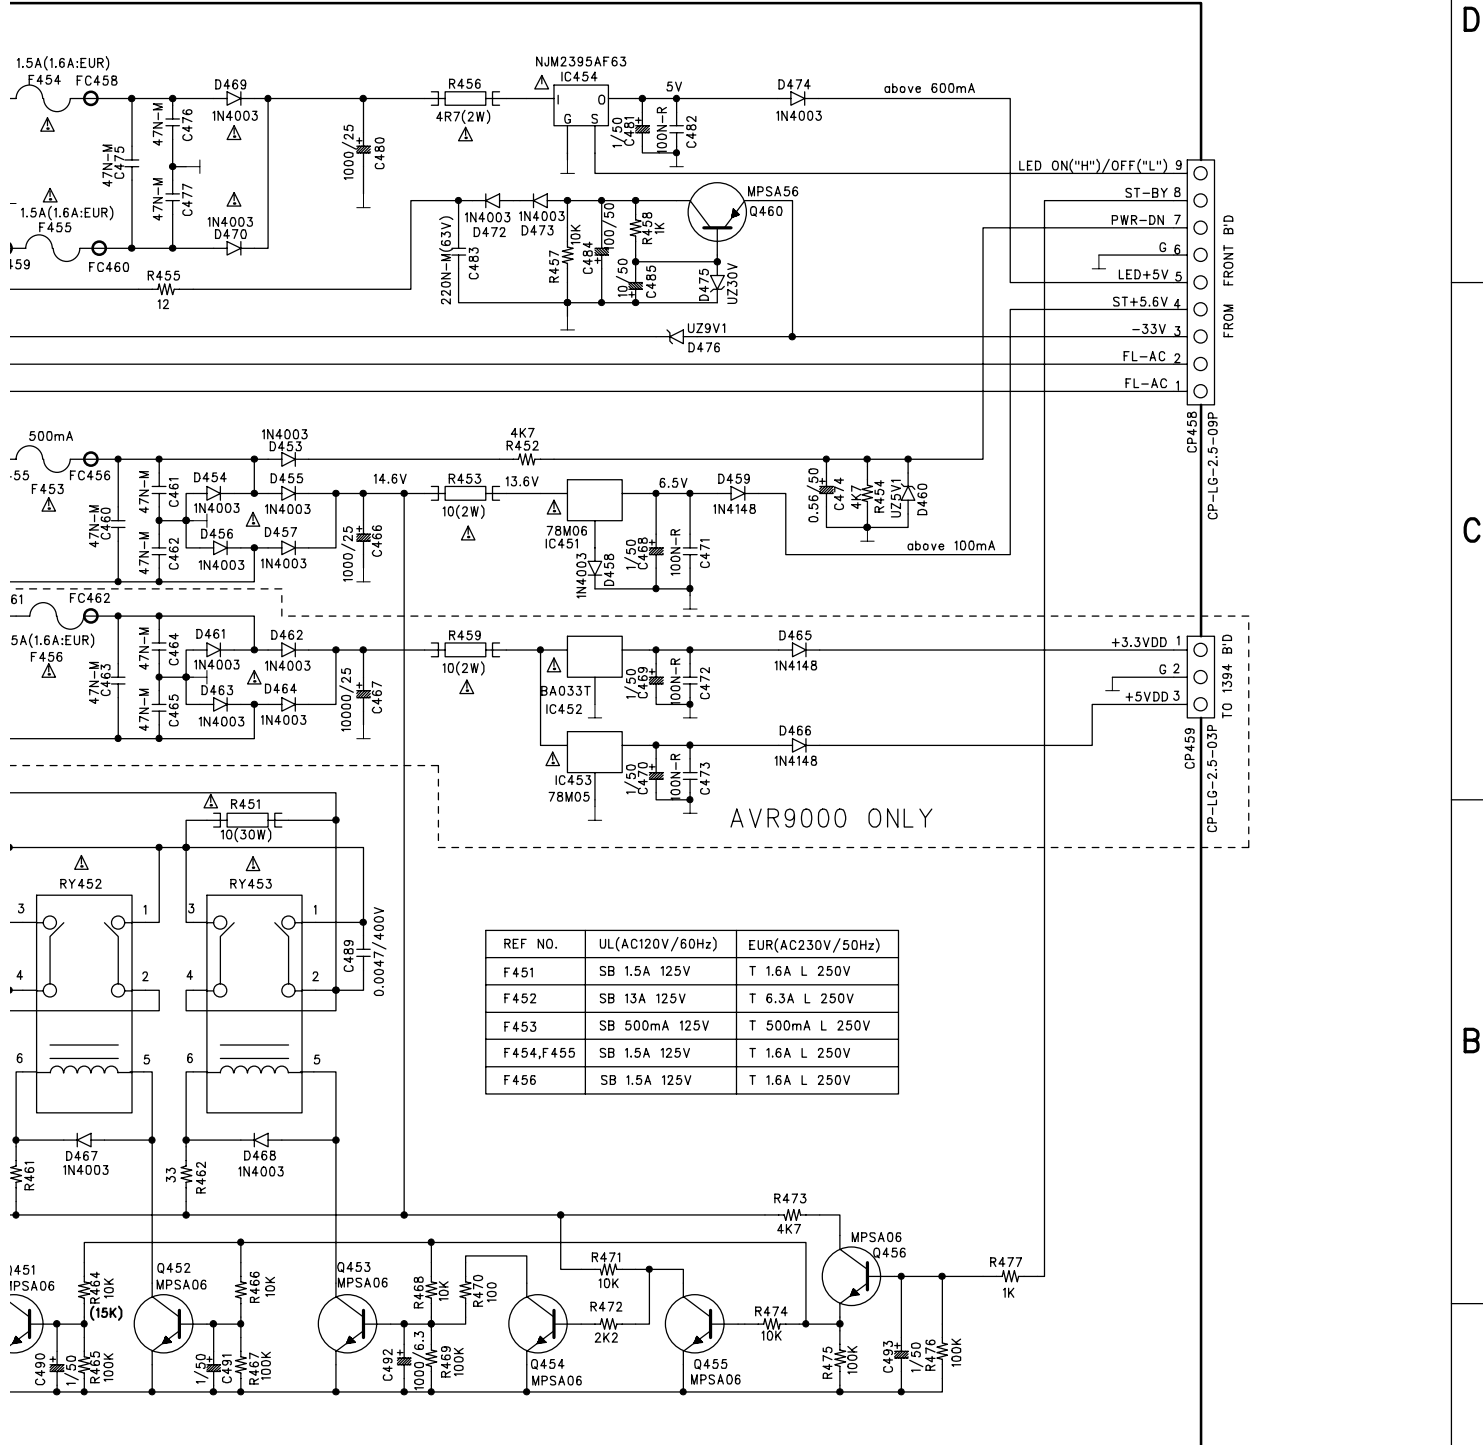 D
1.5A(1.6A:EUR)
F454
FC458
47N-M
C475
47N-M
C476
47N-M
C477
D469
1N4003
1N4003
D470
1000/25
C480
R456
4R7(2W)
NJM2395AF63
IC454
I
O
G
S
1/50
C481
100N-R
C482
5V
D474
1N4003
above 600mA
1.5A(1.6A:EUR)
F455
FC460
459
R455
12
220N-M(63V)
C483
1N4003
D472
1N4003
D473
R457
10K
C484
100/50
R458
1K
10/50
C485
MPSA56
Q460
D475
UZ30V
UZ9V1
D476
LED ON("H")/OFF("L") 9
ST-BY 8
PWR-DN 7
G 6
LED+5V 5
ST+5.6V 4
-33V 3
FL-AC 2
FL-AC 1
FROM FRONT B'D
CP458
CP-LG-2.5-09P
500mA
-55
F453
FC456
47N-M
C460
47N-M
C461
47N-M
C462
1N4003
D453
D454
1N4003
D455
1N4003
D456
1N4003
D457
1N4003
1000/25
C466
14.6V
R453
10(2W)
13.6V
4K7
R452
78M06
IC451
1N4003
D458
1/50
C468
100N-R
C471
6.5V
D459
1N4148
0.56/50
C474
4K7
R454
UZ5V1
D460
above 100mA
C
61
FC462
5A(1.6A:EUR)
F456
47N-M
C463
47N-M
C464
47N-M
C465
D461
1N4003
D462
1N4003
D463
1N4003
D464
1N4003
10000/25
C467
R459
10(2W)
BA033T
IC452
1/50
C469
100N-R
C472
D465
1N4148
IC453
78M05
1/50
C470
100N-R
C473
D466
1N4148
+3.3VDD 1
G 2
+5VDD 3
TO 1394 B'D
CP459
CP-LG-2.5-03P
AVR9000 ONLY
R451
10(30W)
RY452
3
1
4
2
6
5
RY453
3
1
4
2
6
5
C489
0.0047/400V
REF NO. UL(AC120V/60Hz) EUR(AC230V/50Hz)
F451 SB 1.5A 125V T 1.6A L 250V
F452 SB 13A 125V T 6.3A L 250V
F453 SB 500mA 125V T 500mA L 250V
F454,F455 SB 1.5A 125V T 1.6A L 250V
F456 SB 1.5A 125V T 1.6A L 250V
B
R461
D467
1N4003
33
R462
D468
1N4003
R473
4K7
MPSA06
Q456
R477
1K
Q451
MPSA06
R464
10K
(15K)
C490
1/50
R465
100K
Q452
MPSA06
1/50
C491
R466
10K
R467
100K
Q453
MPSA06
C492
1000/6.3
R468
10K
R469
100K
R470
100
Q454
MPSA06
R471
10K
R472
2K2
Q455
MPSA06
R474
10K
R475
100K
C493
1/50
R476
100K